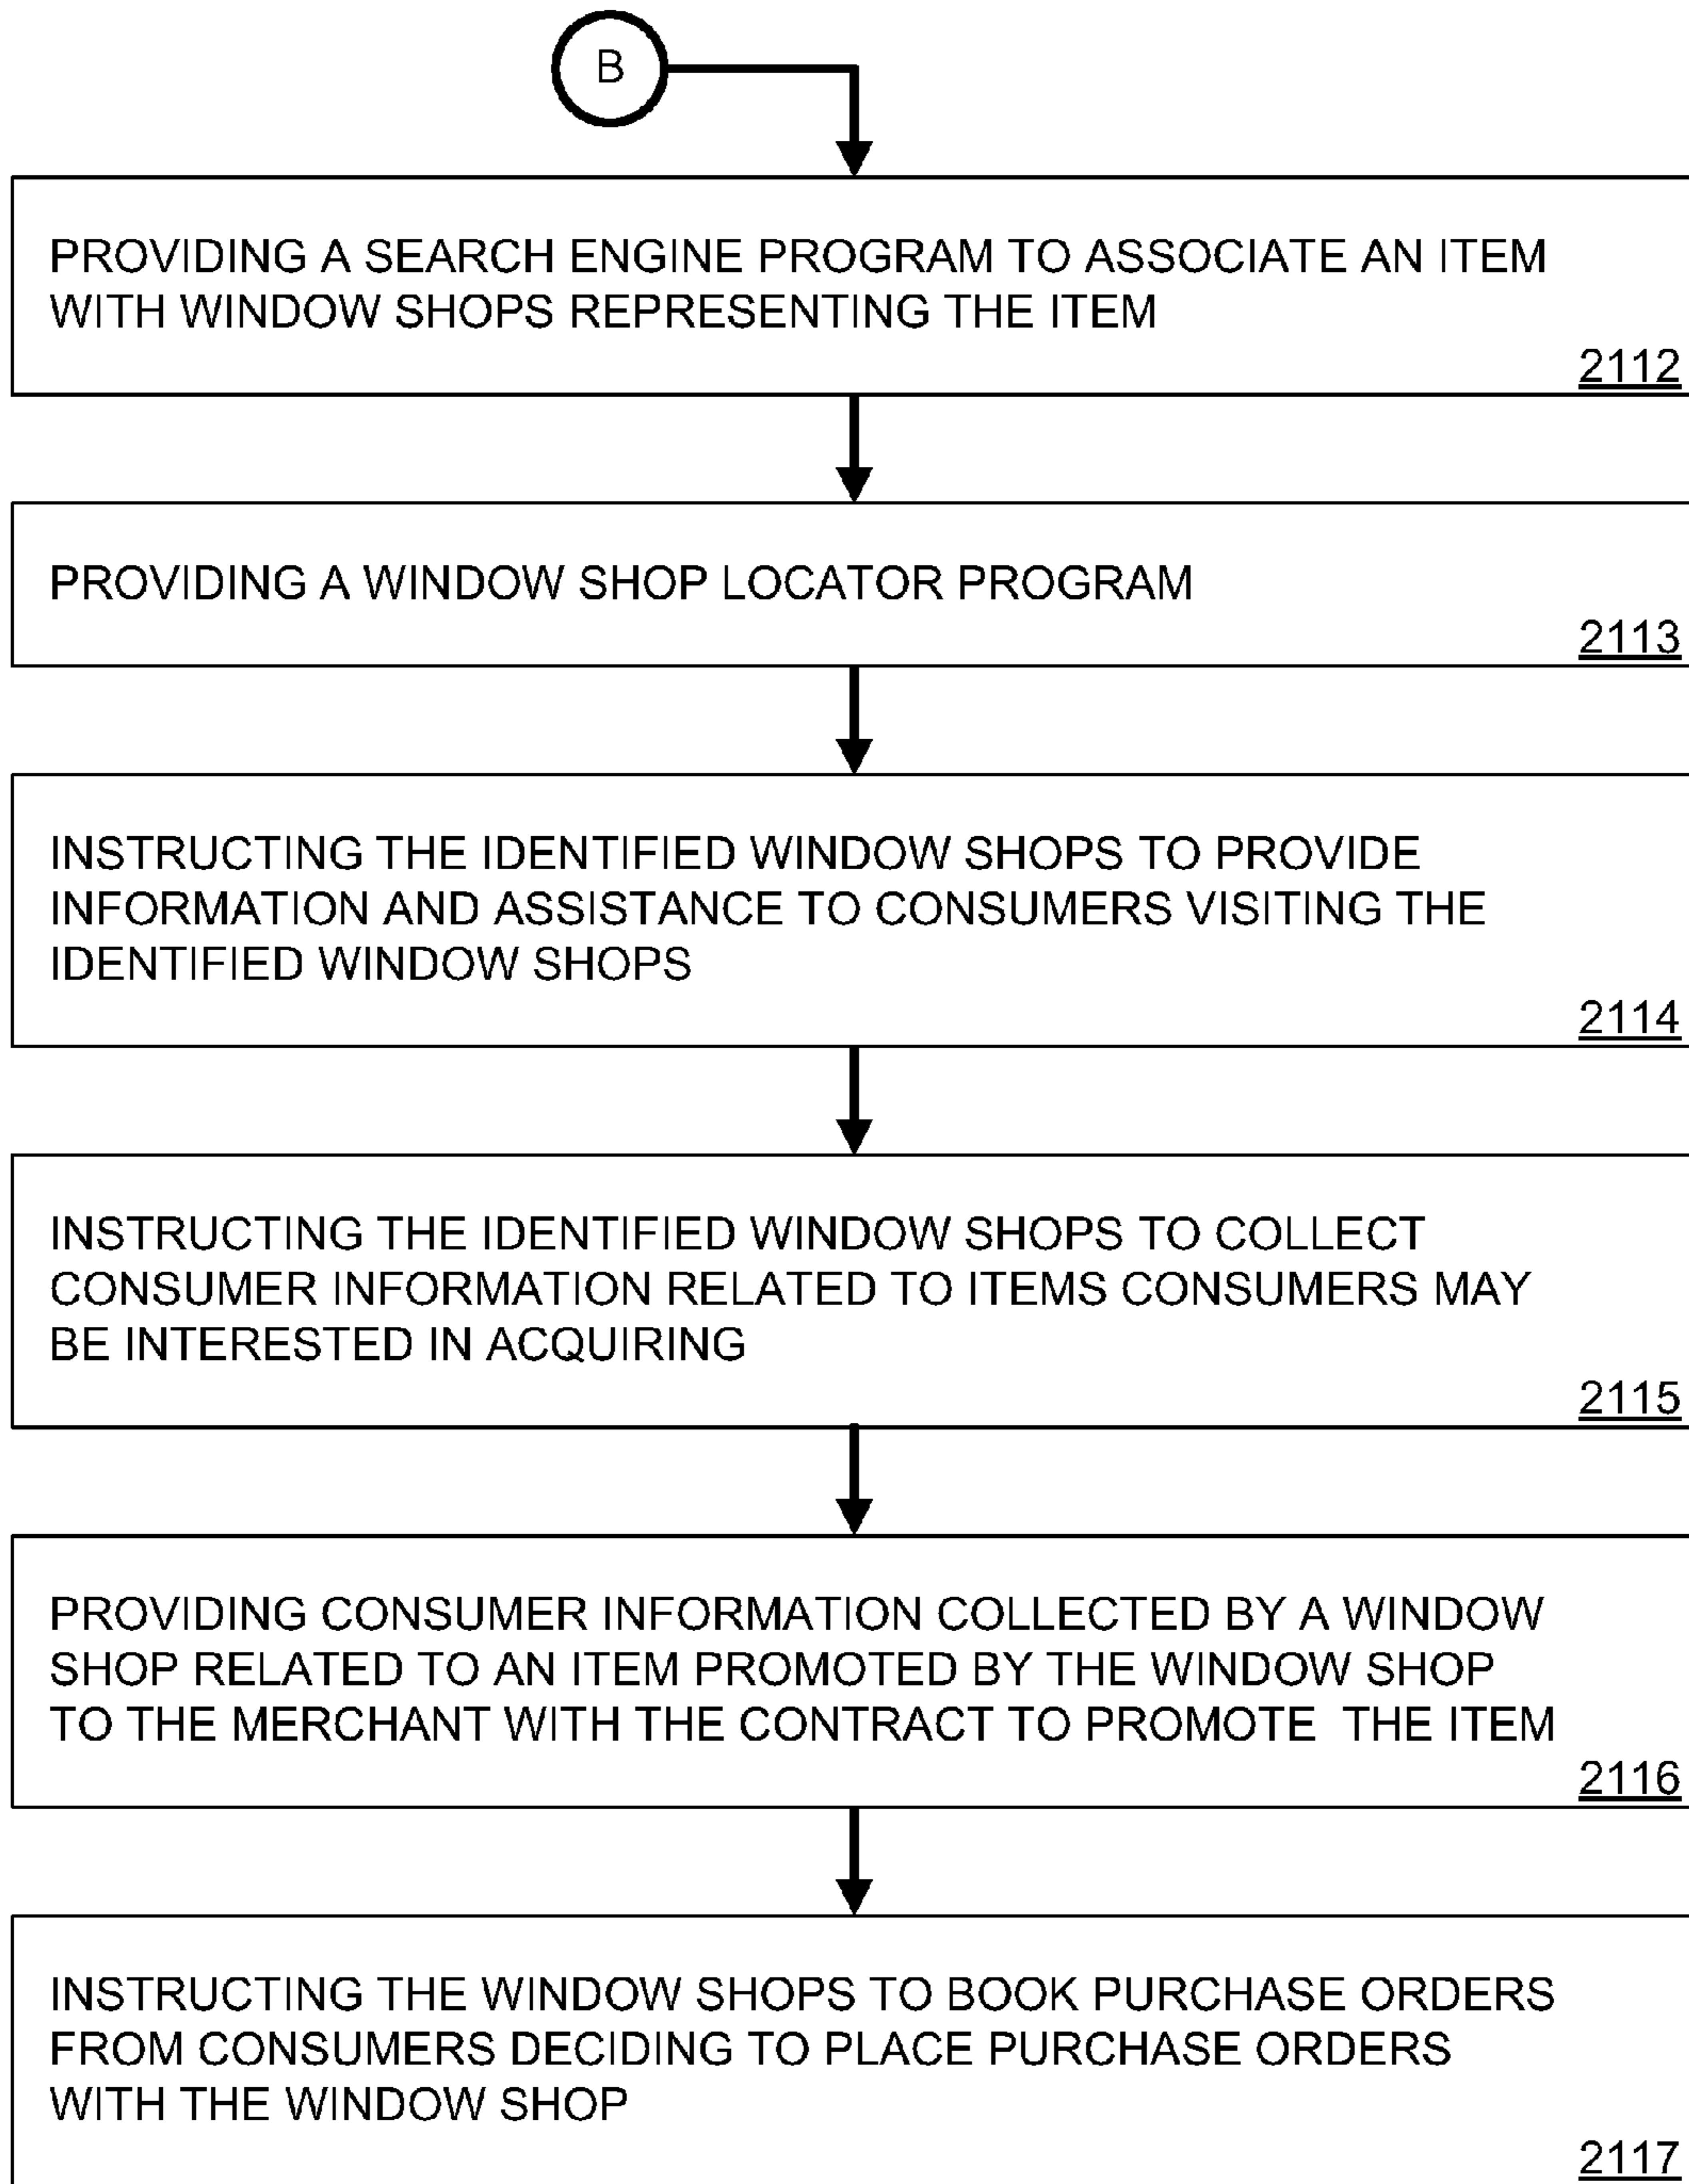 B
PROVIDING A SEARCH ENGINE PROGRAM TO ASSOCIATE AN ITEM
WITH WINDOW SHOPS REPRESENTING THE ITEM
2112
PROVIDING A WINDOW SHOP LOCATOR PROGRAM
2113
INSTRUCTING THE IDENTIFIED WINDOW SHOPS TO PROVIDE
INFORMATION AND ASSISTANCE TO CONSUMERS VISITING THE
IDENTIFIED WINDOW SHOPS
2114
INSTRUCTING THE IDENTIFIED WINDOW SHOPS TO COLLECT
CONSUMER INFORMATION RELATED TO ITEMS CONSUMERS MAY
BE INTERESTED IN ACQUIRING
2115
PROVIDING CONSUMER INFORMATION COLLECTED BY A WINDOW
SHOP RELATED TO AN ITEM PROMOTED BY THE WINDOW SHOP
TO THE MERCHANT WITH THE CONTRACT TO PROMOTE THE ITEM
2116
INSTRUCTING THE WINDOW SHOPS TO BOOK PURCHASE ORDERS
FROM CONSUMERS DECIDING TO PLACE PURCHASE ORDERS
WITH THE WINDOW SHOP
2117